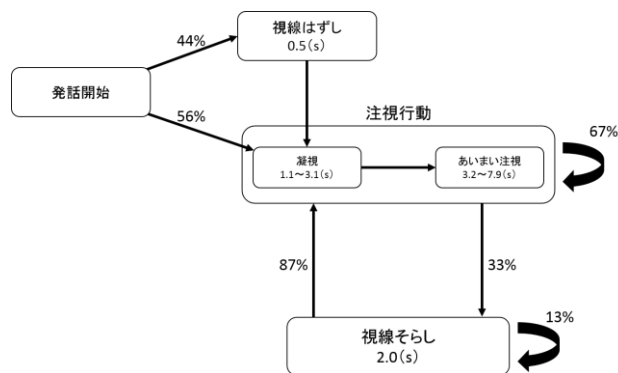 44%
視線はずし
0.5(s)
発話開始
56%
注視行動
67%
凝視
1.1～3.1(s)
あいまい注視
3.2～7.9(s)
87%
33%
13%
視線そらし
2.0(s)